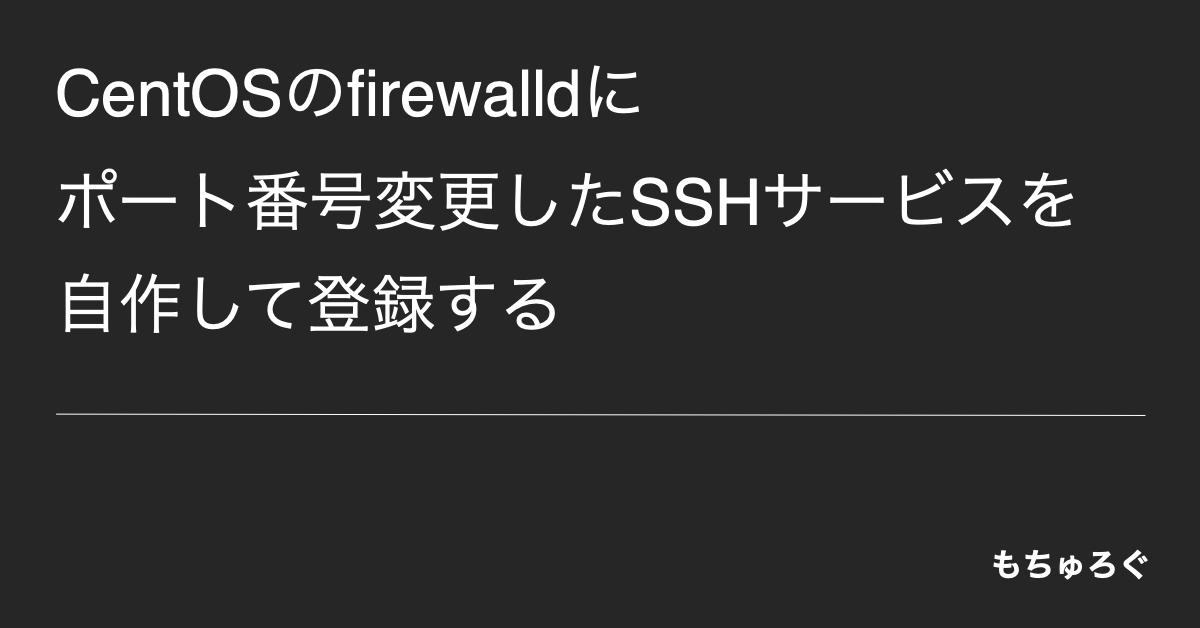 CentOSのfirewalldに
ポート番号変更したSSHサービスを
自作して登録する
もちゅろぐ